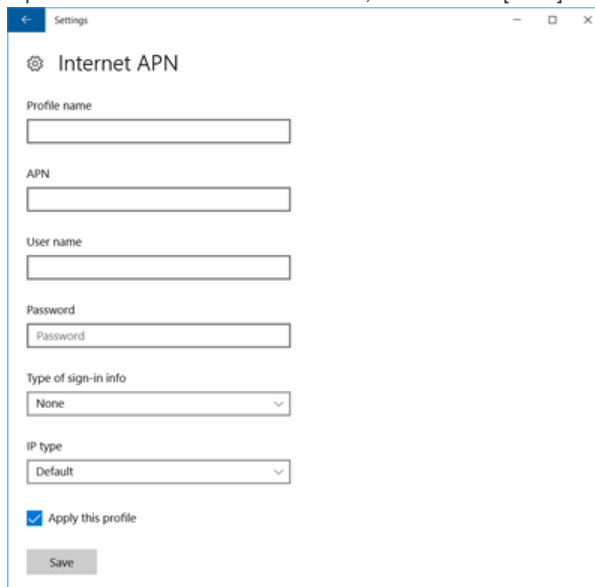 Settings
Internet APN
Profile name
APN
User name
Password
Password
Type of sign-in info
None
IP type
Default
Apply this profile
Save